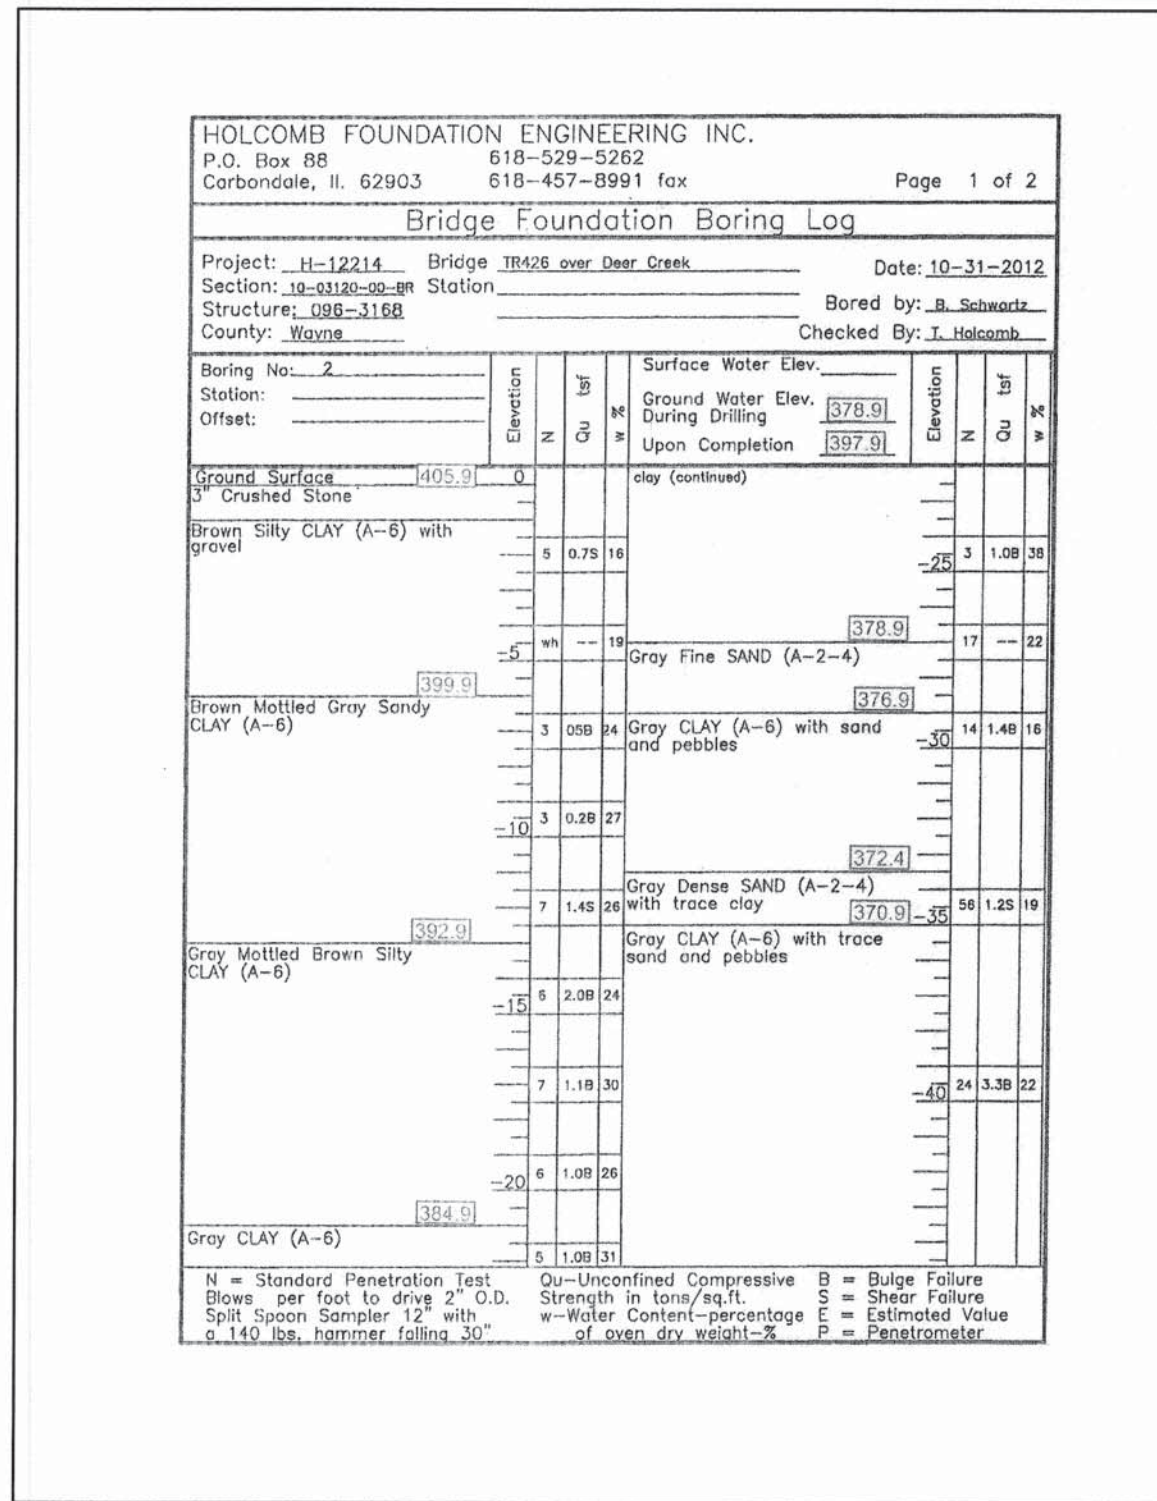 HOLCOMB FOUNDATION ENGINEERING INC.
P.O. Box 88 618-529-5262
Carbondale, Il. 62903 618-457-8991 fax Page 1 of 2
Bridge Foundation Boring Log
Project: H-12214 Bridge TR426 over Deer Creek Date: 10-31-2012
Section: 10-03120-00-BR Station
Structure: 096-3168 Bored by: B. Schwartz
County: Wayne Checked By: T. Holcomb
Boring No: 2
Station:
Offset:
Elevation N Qu tsf w %
Surface Water Elev.
Ground Water Elev.
During Drilling 378.9
Upon Completion 397.9
Elevation N Qu tsf w %
Ground Surface 405.9 0
3" Crushed Stone
Brown Silty CLAY (A-6) with
gravel
5 0.7S 16
wh -- 19
-5
399.9
Brown Mottled Gray Sandy
CLAY (A-6)
3 05B 24
3 0.2B 27
-10
7 1.4S 26
392.9
Gray Mottled Brown Silty
CLAY (A-6)
6 2.0B 24
-15
7 1.1B 30
6 1.0B 26
-20
384.9
Gray CLAY (A-6)
5 1.0B 31
clay (continued)
3 1.0B 38
-25
378.9
17 -- 22
Gray Fine SAND (A-2-4)
376.9
Gray CLAY (A-6) with sand
and pebbles
14 1.4B 16
-30
372.4
Gray Dense SAND (A-2-4)
with trace clay
56 1.2S 19
370.9 -35
Gray CLAY (A-6) with trace
sand and pebbles
24 3.3B 22
-40
N = Standard Penetration Test
Blows per foot to drive 2" O.D.
Split Spoon Sampler 12" with
a 140 lbs. hammer falling 30"
Qu-Unconfined Compressive
Strength in tons/sq.ft.
w-Water Content-percentage
of oven dry weight-%
B = Bulge Failure
S = Shear Failure
E = Estimated Value
P = Penetrometer